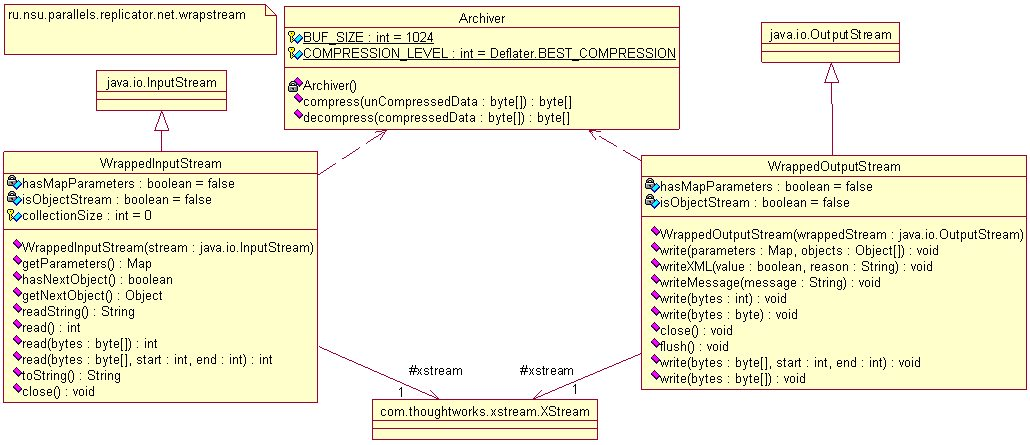 ru.nsu.parallels.replicator.net.wrapstream
Archiver
BUF_SIZE : int = 1024
COMPRESSION_LEVEL : int = Deflater.BEST_COMPRESSION
Archiver()
compress(unCompressedData : byte[]) : byte[]
decompress(compressedData : byte[]) : byte[]
java.io.OutputStream
java.io.InputStream
WrappedInputStream
hasMapParameters : boolean = false
isObjectStream : boolean = false
collectionSize : int = 0
WrappedInputStream(stream : java.io.InputStream)
getParameters() : Map
hasNextObject() : boolean
getNextObject() : Object
readString() : String
read() : int
read(bytes : byte[]) : int
read(bytes : byte[], start : int, end : int) : int
toString() : String
close() : void
WrappedOutputStream
hasMapParameters : boolean = false
isObjectStream : boolean = false
WrappedOutputStream(wrappedStream : java.io.OutputStream)
write(parameters : Map, objects : Object[]) : void
writeXML(value : boolean, reason : String) : void
writeMessage(message : String) : void
write(bytes : int) : void
write(bytes : byte) : void
close() : void
flush() : void
write(bytes : byte[], start : int, end : int) : void
write(bytes : byte[]) : void
#xstream
1
#xstream
1
com.thoughtworks.xstream.XStream